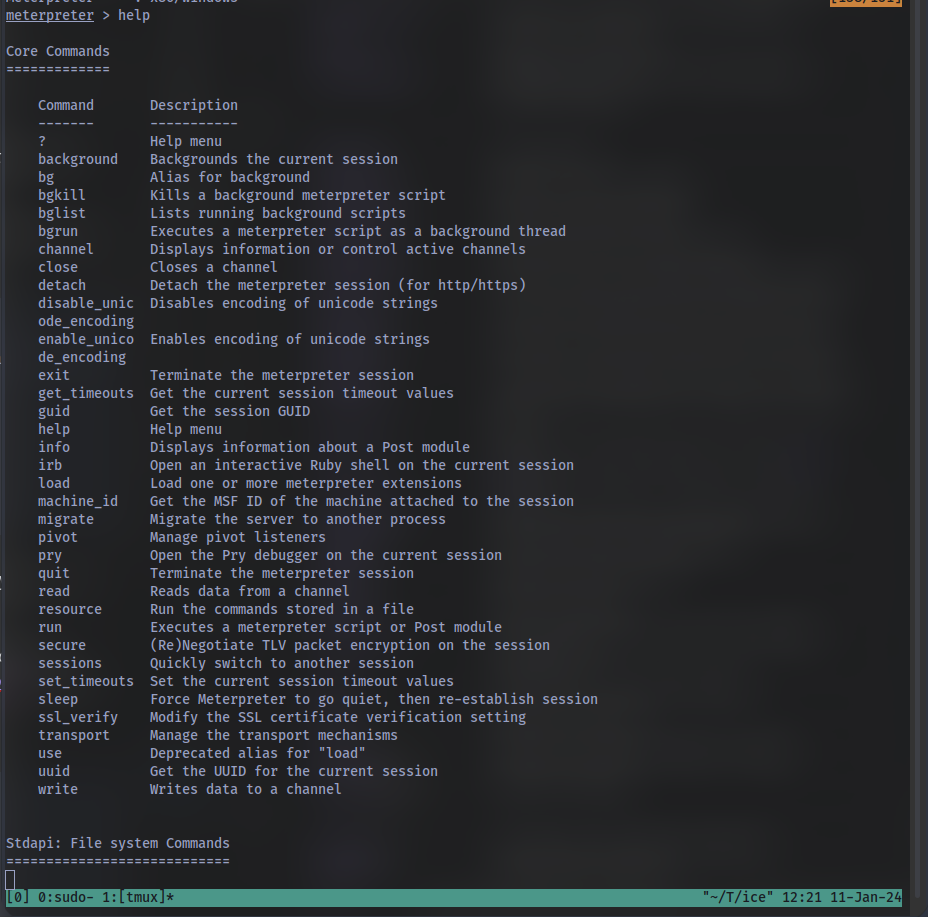 meterpreter > help
Core Commands
=============
Command       Description
-------       -----------
?             Help menu
background    Backgrounds the current session
bg            Alias for background
bgkill        Kills a background meterpreter script
bglist        Lists running background scripts
bgrun         Executes a meterpreter script as a background thread
channel       Displays information or control active channels
close         Closes a channel
detach        Detach the meterpreter session (for http/https)
disable_unic  Disables encoding of unicode strings
ode_encoding
enable_unico  Enables encoding of unicode strings
de_encoding
exit          Terminate the meterpreter session
get_timeouts  Get the current session timeout values
guid          Get the session GUID
help          Help menu
info          Displays information about a Post module
irb           Open an interactive Ruby shell on the current session
load          Load one or more meterpreter extensions
machine_id    Get the MSF ID of the machine attached to the session
migrate       Migrate the server to another process
pivot         Manage pivot listeners
pry           Open the Pry debugger on the current session
quit          Terminate the meterpreter session
read          Reads data from a channel
resource      Run the commands stored in a file
run           Executes a meterpreter script or Post module
secure        (Re)Negotiate TLV packet encryption on the session
sessions      Quickly switch to another session
set_timeouts  Set the current session timeout values
sleep         Force Meterpreter to go quiet, then re-establish session
ssl_verify    Modify the SSL certificate verification setting
transport     Manage the transport mechanisms
use           Deprecated alias for "load"
uuid          Get the UUID for the current session
write         Writes data to a channel
Stdapi: File system Commands
============================
[0] 0:sudo- 1:[tmux]* "~/T/ice" 12:21 11-Jan-24